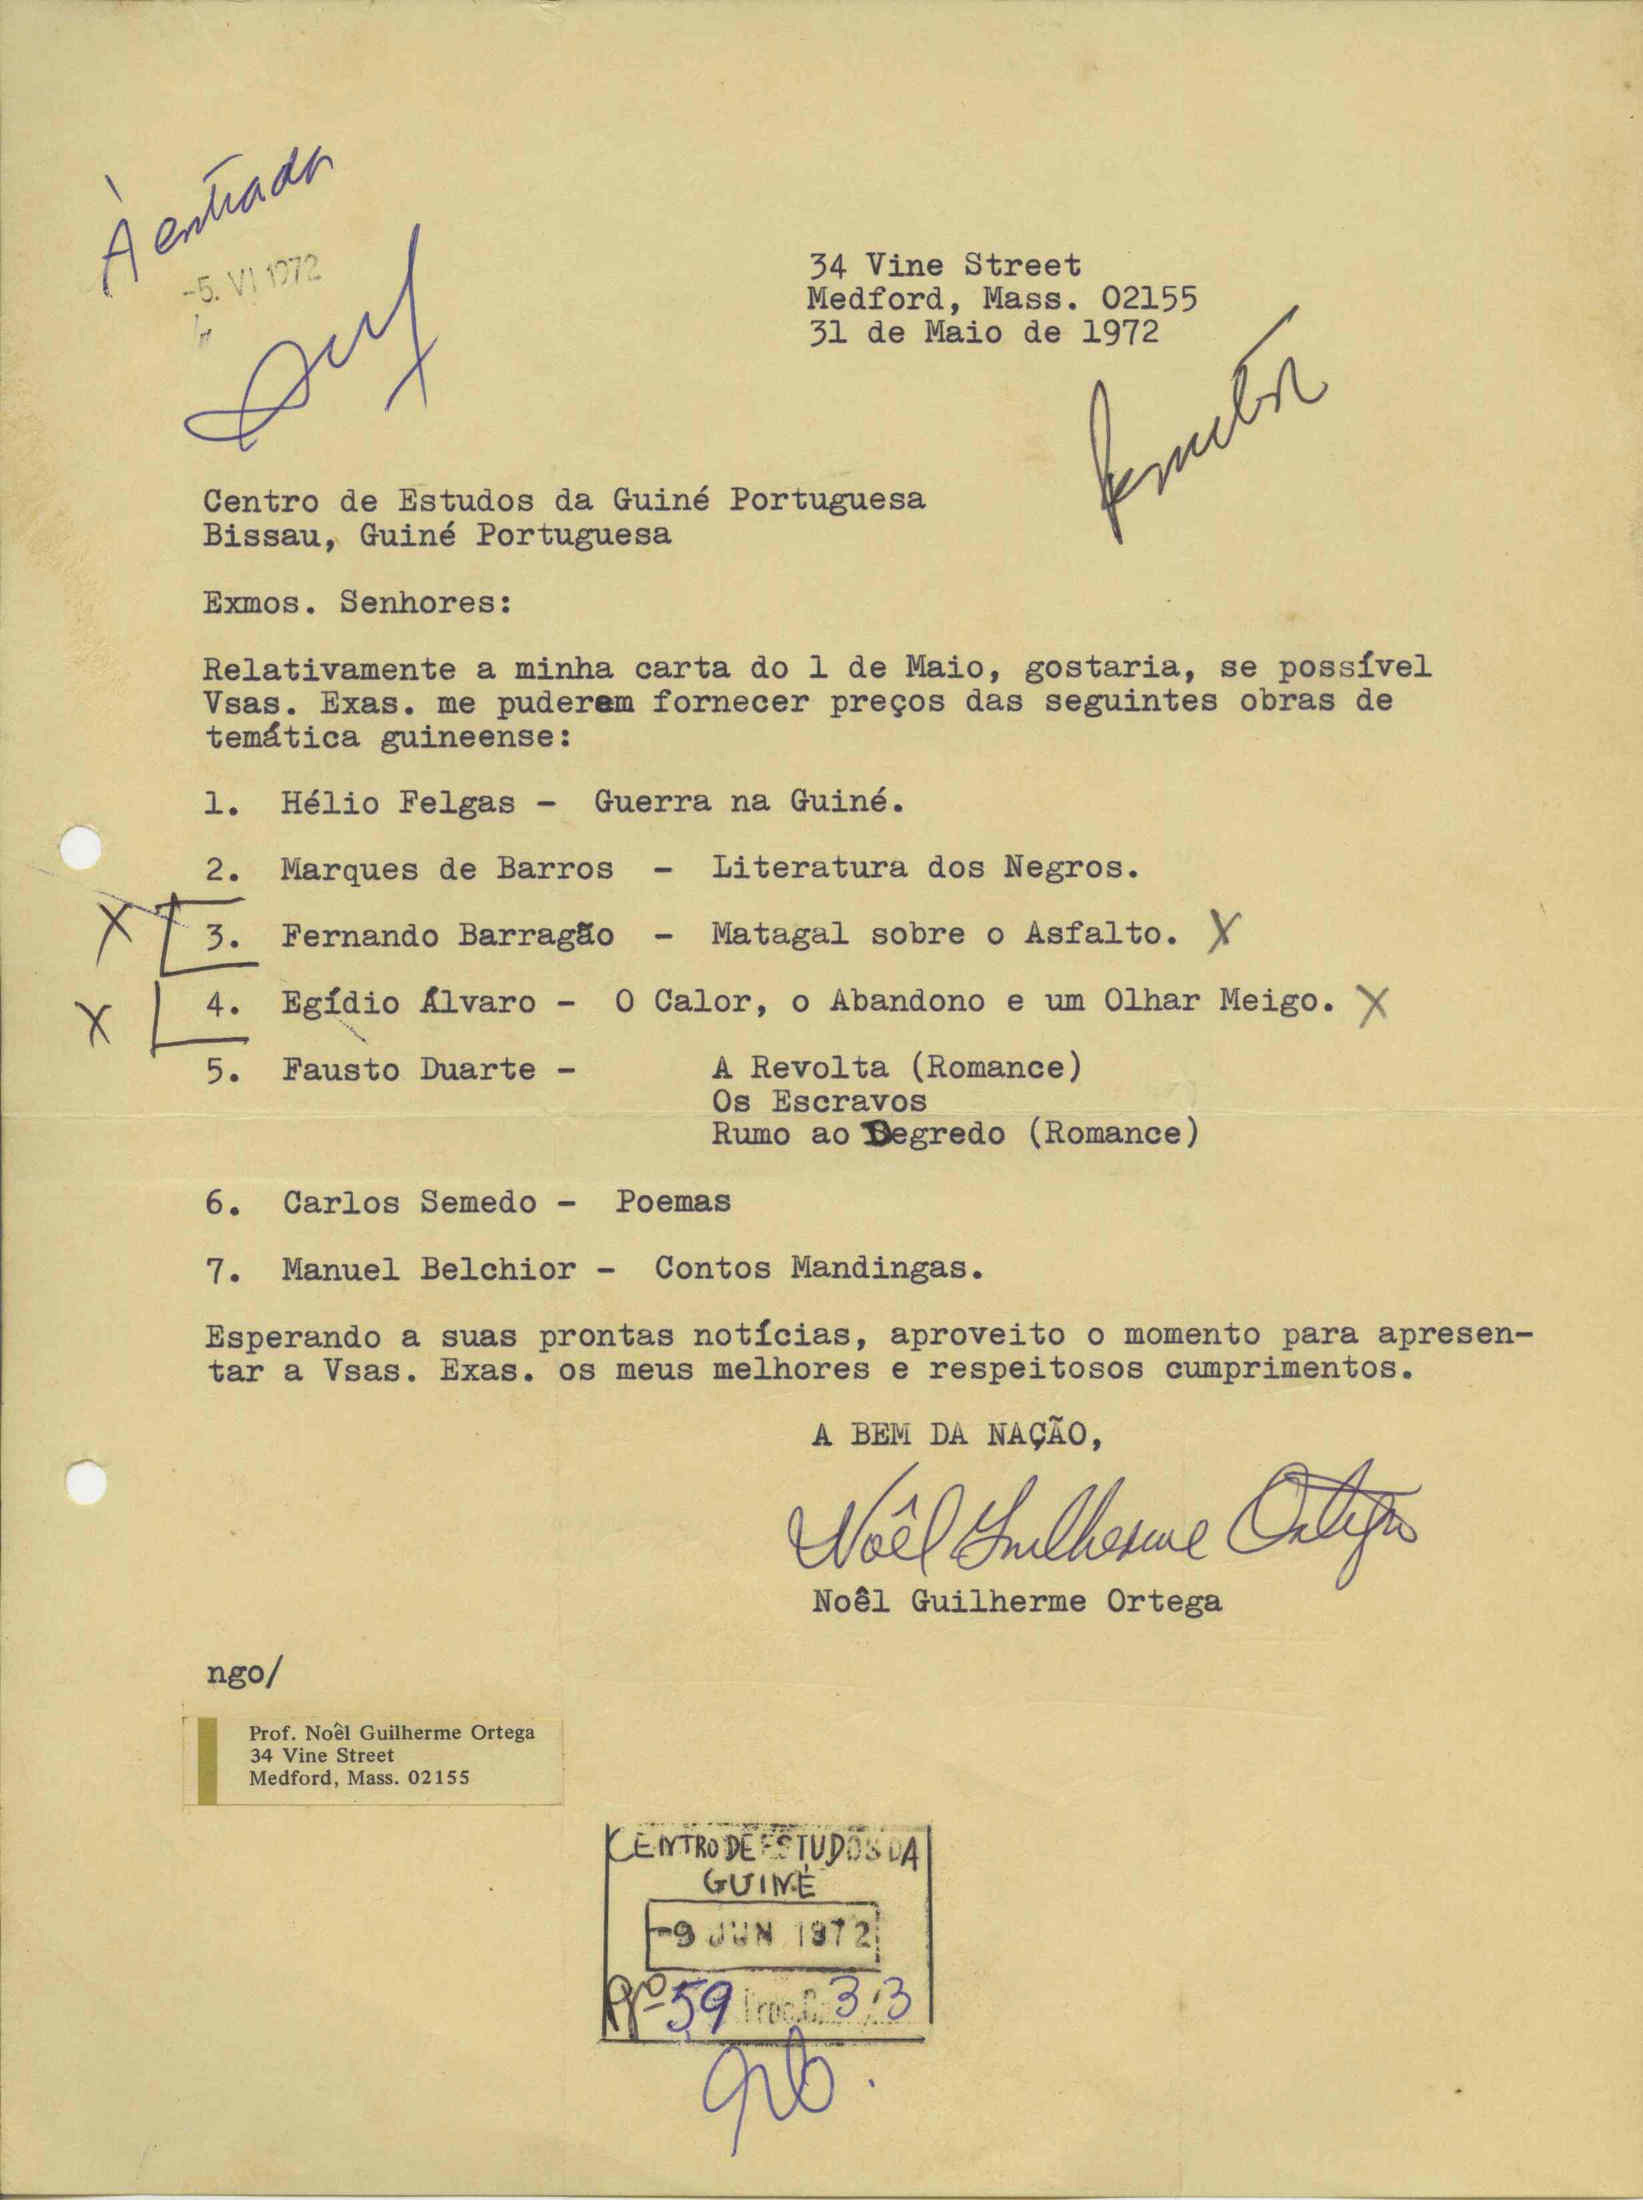 À entrada
-5. VI 1972
34 Vine Street
Medford, Mass. 02155
31 de Maio de 1972
Centro de Estudos da Guiné Portuguesa
Bissau, Guiné Portuguesa
Exmos. Senhores:
Relativamente a minha carta do 1 de Maio, gostaria, se possível
Vsas. Exas. me puderem fornecer preços das seguintes obras de
temática guineense:
1. Hélio Felgas - Guerra na Guiné.
2. Marques de Barros - Literatura dos Negros.
X 3. Fernando Barragão - Matagal sobre o Asfalto. X
X 4. Egídio Álvaro - O Calor, o Abandono e um Olhar Meigo. X
5. Fausto Duarte - A Revolta (Romance)
Os Escravos
Rumo ao Degredo (Romance)
6. Carlos Semedo - Poemas
7. Manuel Belchior - Contos Mandingas.
Esperando a suas prontas notícias, aproveito o momento para apresen-
tar a Vsas. Exas. os meus melhores e respeitosos cumprimentos.
A BEM DA NAÇÃO,
Noêl Guilherme Ortega
Noêl Guilherme Ortega
ngo/
Prof. Noêl Guilherme Ortega
34 Vine Street
Medford, Mass. 02155
CENTRO DE ESTUDOS DA
GUINÉ
-9 JUN 1972
Nº 59 Proc. 3/3